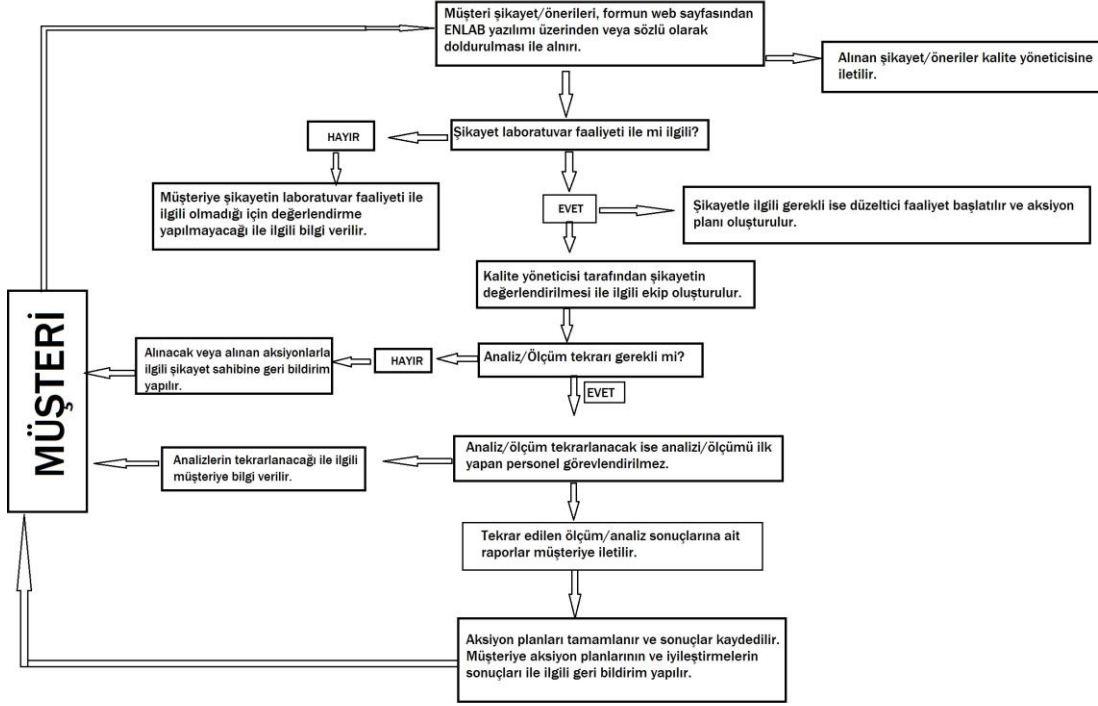 Müşteri şikayet/önerileri, formun web sayfasından
ENLAB yazılımı üzerinden veya sözlü olarak
doldurulması ile alnırı.
Alınan şikayet/öneriler kalite yöneticisine
iletilir.
Şikayet laboratuvar faaliyeti ile mi ilgili?
HAYIR
Müşteriye şikayetin laboratuvar faaliyeti ile
ilgili olmadığı için değerlendirme
yapılmayacağı ile ilgili bilgi verilir.
EVET
Şikayetle ilgili gerekli ise düzeltici faaliyet başlatılır ve aksiyon
planı oluşturulur.
Kalite yöneticisi tarafından şikayetin
değerlendirilmesi ile ilgili ekip oluşturulur.
MÜŞTERİ
Analiz/Ölçüm tekrarı gerekli mi?
HAYIR
Alınacak veya alınan aksiyonlarla
ilgili şikayet sahibine geri bildirim
yapılır.
EVET
Analiz/ölçüm tekrarlanacak ise analizi/ölçümü ilk
yapan personel görevlendirilmez.
Analizlerin tekrarlanacağı ile ilgili
müşteriye bilgi verilir.
Tekrar edilen ölçüm/analiz sonuçlarına ait
raporlar müşteriye iletilir.
Aksiyon planları tamamlanır ve sonuçlar kaydedilir.
Müşteriye aksiyon planlarının ve iyileştirmelerin
sonuçları ile ilgili geri bildirim yapılır.